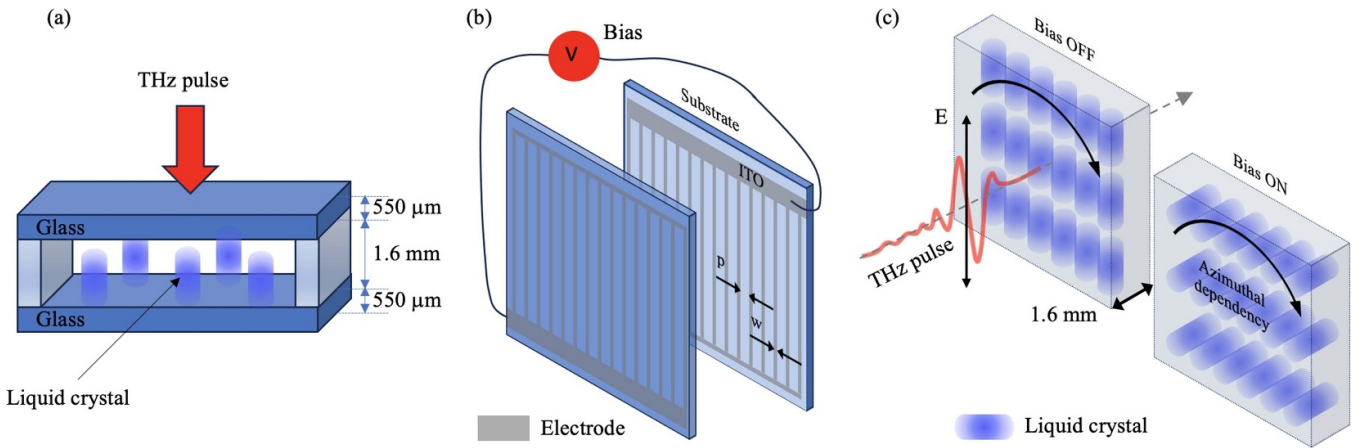 (a)
THz pulse
Glass
550 μm
1.6 mm
550 μm
Glass
Liquid crystal
(b)
V
Bias
Substrate
ITO
p
w
Electrode
(c)
Bias OFF
E
THz pulse
Bias ON
Azimuthal
dependency
1.6 mm
Liquid crystal